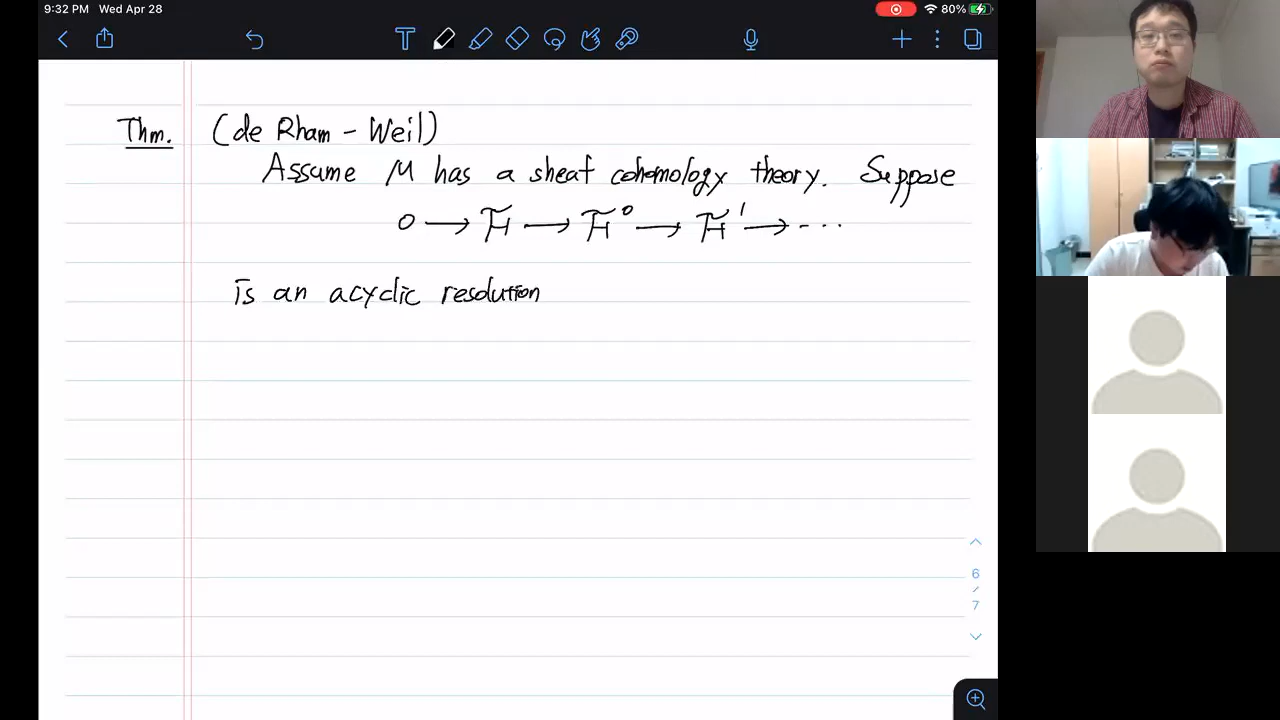 9:32 PM Wed Apr 28
80%
Thm. (de Rham - Weil)
Assume M has a sheaf cohomology theory. Suppose
0 → F → F⁰ → F¹ → ···
is an acyclic resolution
6
/
7